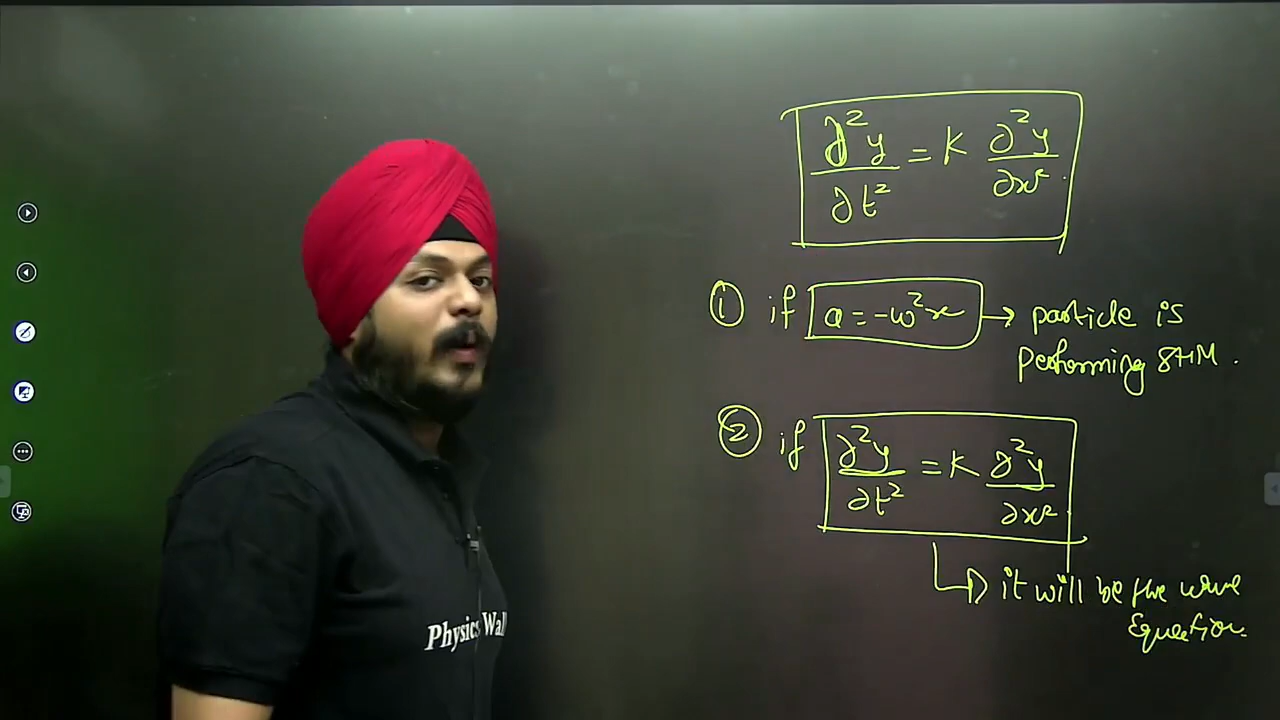 ∂²y/∂t² = K ∂²y/∂x²
① if a = -ω²x → particle is
performing SHM.
② if ∂²y/∂t² = K ∂²y/∂x²
↳ it will be the wave
Equation.
Physics Wal